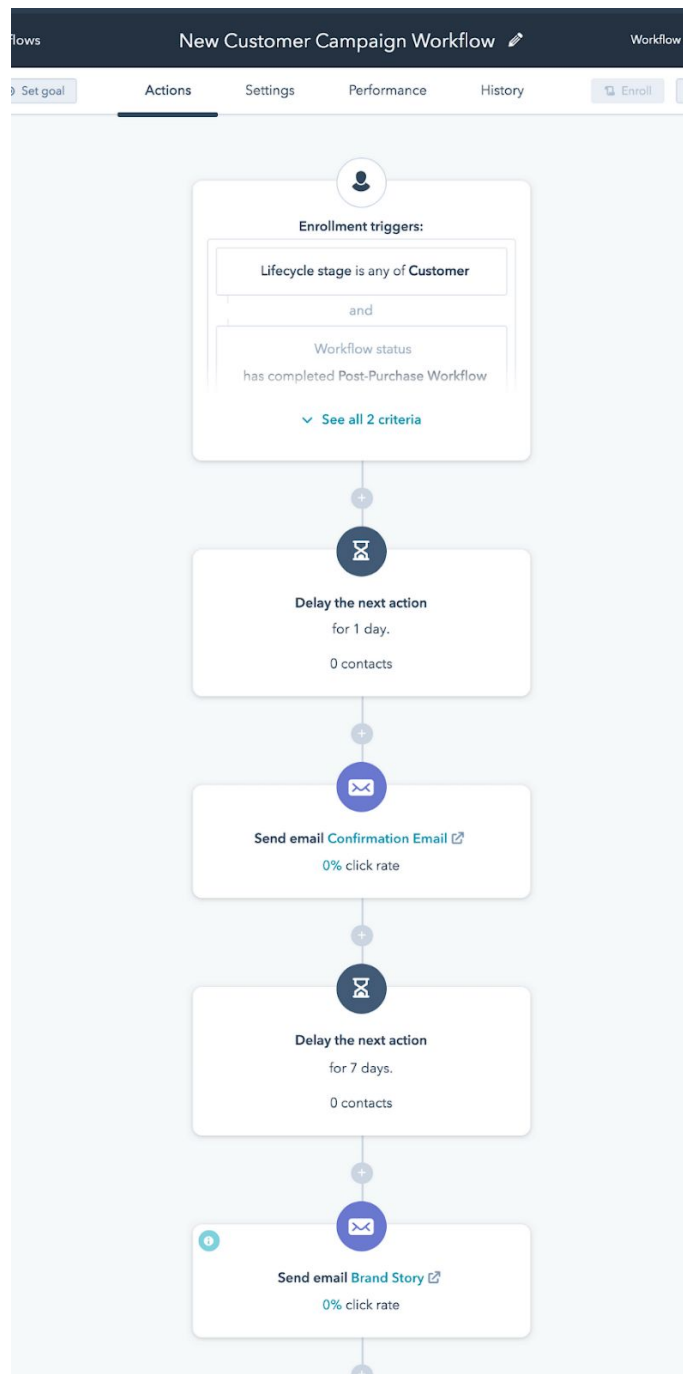 New Customer Campaign Workflow
Workflow
Set goal
Actions
Settings
Performance
History
Enroll
Enrollment triggers:
Lifecycle stage is any of Customer
and
Workflow status
has completed Post-Purchase Workflow
See all 2 criteria
Delay the next action
for 1 day.
0 contacts
Send email Confirmation Email
0% click rate
Delay the next action
for 7 days.
0 contacts
Send email Brand Story
0% click rate